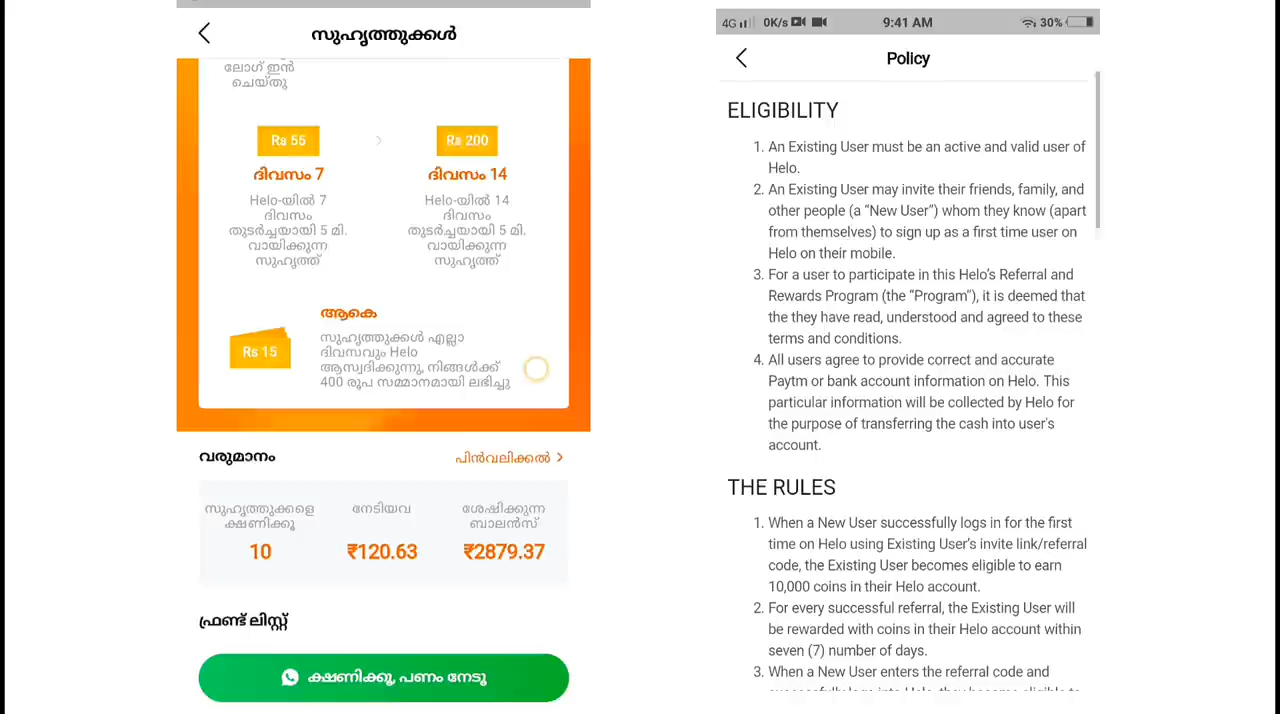 സുഹൃത്തുക്കൾ
ലോഗ് ഇൻ
ചെയ്തു
Rs 55
Rs 200
ദിവസം 7
ദിവസം 14
Helo-യിൽ 7
ദിവസം
തുടർച്ചയായി 5 മി.
വായിക്കുന്ന
സുഹൃത്ത്
Helo-യിൽ 14
ദിവസം
തുടർച്ചയായി 5 മി.
വായിക്കുന്ന
സുഹൃത്ത്
ആകെ
Rs 15
സുഹൃത്തുക്കൾ എല്ലാ
ദിവസവും Helo
ആസ്വദിക്കുന്നു, നിങ്ങൾക്ക്
400 രൂപ സമ്മാനമായി ലഭിച്ചു
വരുമാനം
പിൻവലിക്കൽ >
സുഹൃത്തുക്കളെ
ക്ഷണിക്കൂ
10
നേടിയവ
₹120.63
ശേഷിക്കുന്ന
ബാലൻസ്
₹2879.37
ഫ്രണ്ട് ലിസ്റ്റ്
ക്ഷണിക്കൂ, പണം നേടൂ
4G 0K/s 9:41 AM 30%
Policy
ELIGIBILITY
1. An Existing User must be an active and valid user of
Helo.
2. An Existing User may invite their friends, family, and
other people (a “New User”) whom they know (apart
from themselves) to sign up as a first time user on
Helo on their mobile.
3. For a user to participate in this Helo’s Referral and
Rewards Program (the “Program”), it is deemed that
the they have read, understood and agreed to these
terms and conditions.
4. All users agree to provide correct and accurate
Paytm or bank account information on Helo. This
particular information will be collected by Helo for
the purpose of transferring the cash into user's
account.
THE RULES
1. When a New User successfully logs in for the first
time on Helo using Existing User’s invite link/referral
code, the Existing User becomes eligible to earn
10,000 coins in their Helo account.
2. For every successful referral, the Existing User will
be rewarded with coins in their Helo account within
seven (7) number of days.
3. When a New User enters the referral code and